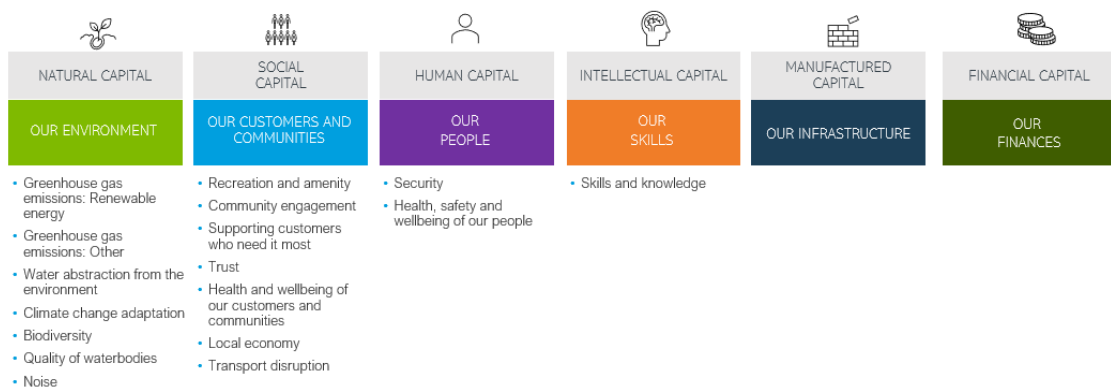 NATURAL CAPITAL
SOCIAL
CAPITAL
HUMAN CAPITAL
INTELLECTUAL CAPITAL
MANUFACTURED
CAPITAL
FINANCIAL CAPITAL
OUR ENVIRONMENT
OUR CUSTOMERS AND
COMMUNITIES
OUR
PEOPLE
OUR
SKILLS
OUR INFRASTRUCTURE
OUR
FINANCES
• Greenhouse gas
emissions: Renewable
energy
• Greenhouse gas
emissions: Other
• Water abstraction from the
environment
• Climate change adaptation
• Biodiversity
• Quality of waterbodies
• Noise
• Recreation and amenity
• Community engagement
• Supporting customers
who need it most
• Trust
• Health and wellbeing of
our customers and
communities
• Local economy
• Transport disruption
• Security
• Health, safety and
wellbeing of our people
• Skills and knowledge